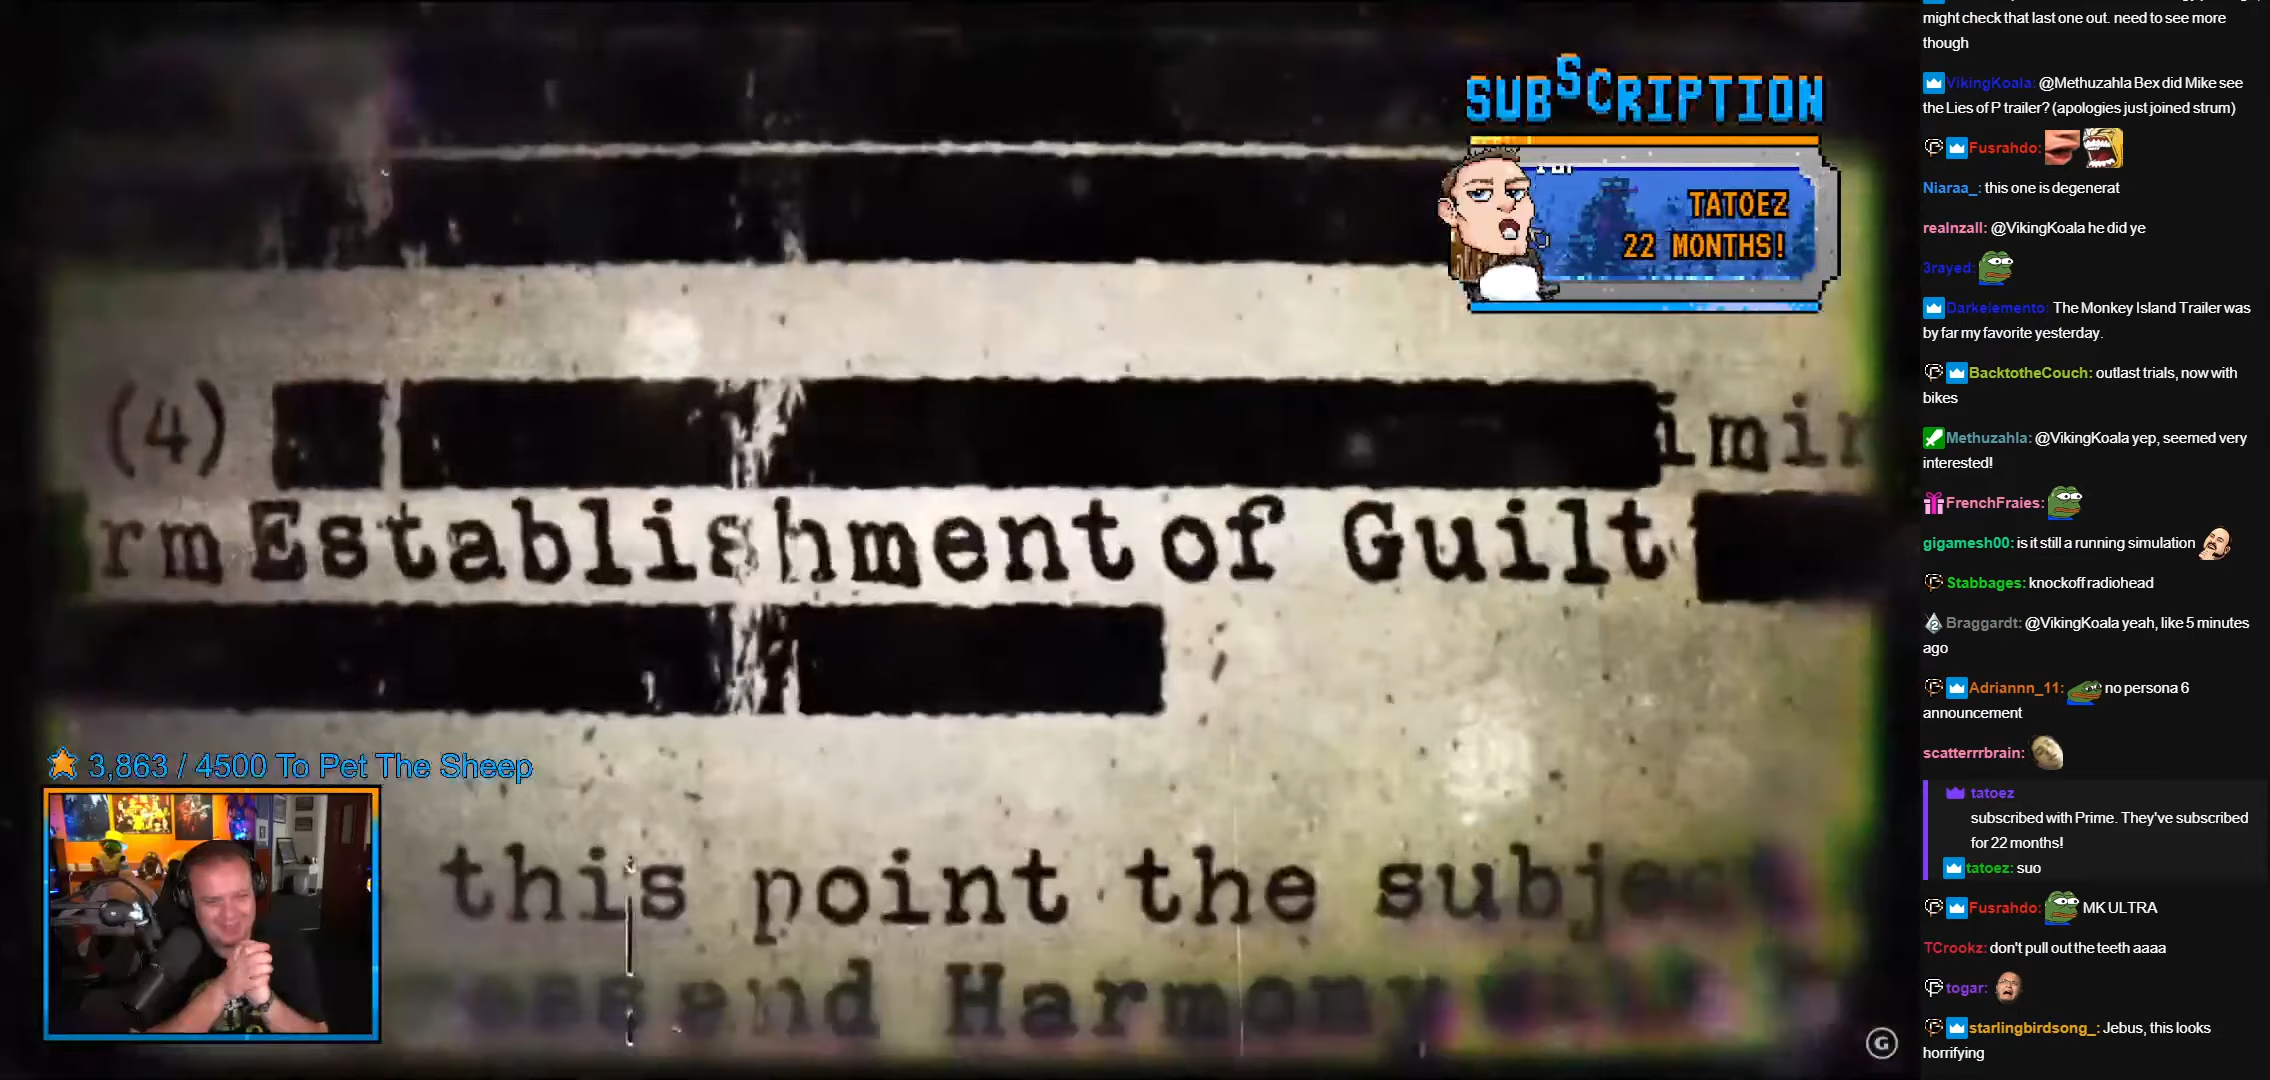 SUBSCRIPTION
TATOEZ
22 MONTHS!
(4)
imin
rm Establishment of Guilt
this point the subject
end Harmony
3,863 / 4500 To Pet The Sheep
G
might check that last one out. need to see more
though
VikingKoala: @Methuzahla Bex did Mike see
the Lies of P trailer? (apologies just joined strum)
Fusrahdo:
Niaraa_: this one is degenerat
realnzall: @VikingKoala he did ye
3rayed:
Darkelemento: The Monkey Island Trailer was
by far my favorite yesterday.
BacktotheCouch: outlast trials, now with
bikes
Methuzahla: @VikingKoala yep, seemed very
interested!
FrenchFraies:
gigamesh00: is it still a running simulation
Stabbages: knockoff radiohead
2
Braggardt: @VikingKoala yeah, like 5 minutes
ago
Adriannn_11: no persona 6
announcement
scatterrrbrain:
tatoez
subscribed with Prime. They've subscribed
for 22 months!
tatoez: suo
Fusrahdo: MK ULTRA
TCrookz: don't pull out the teeth aaaa
togar:
starlingbirdsong_: Jebus, this looks
horrifying